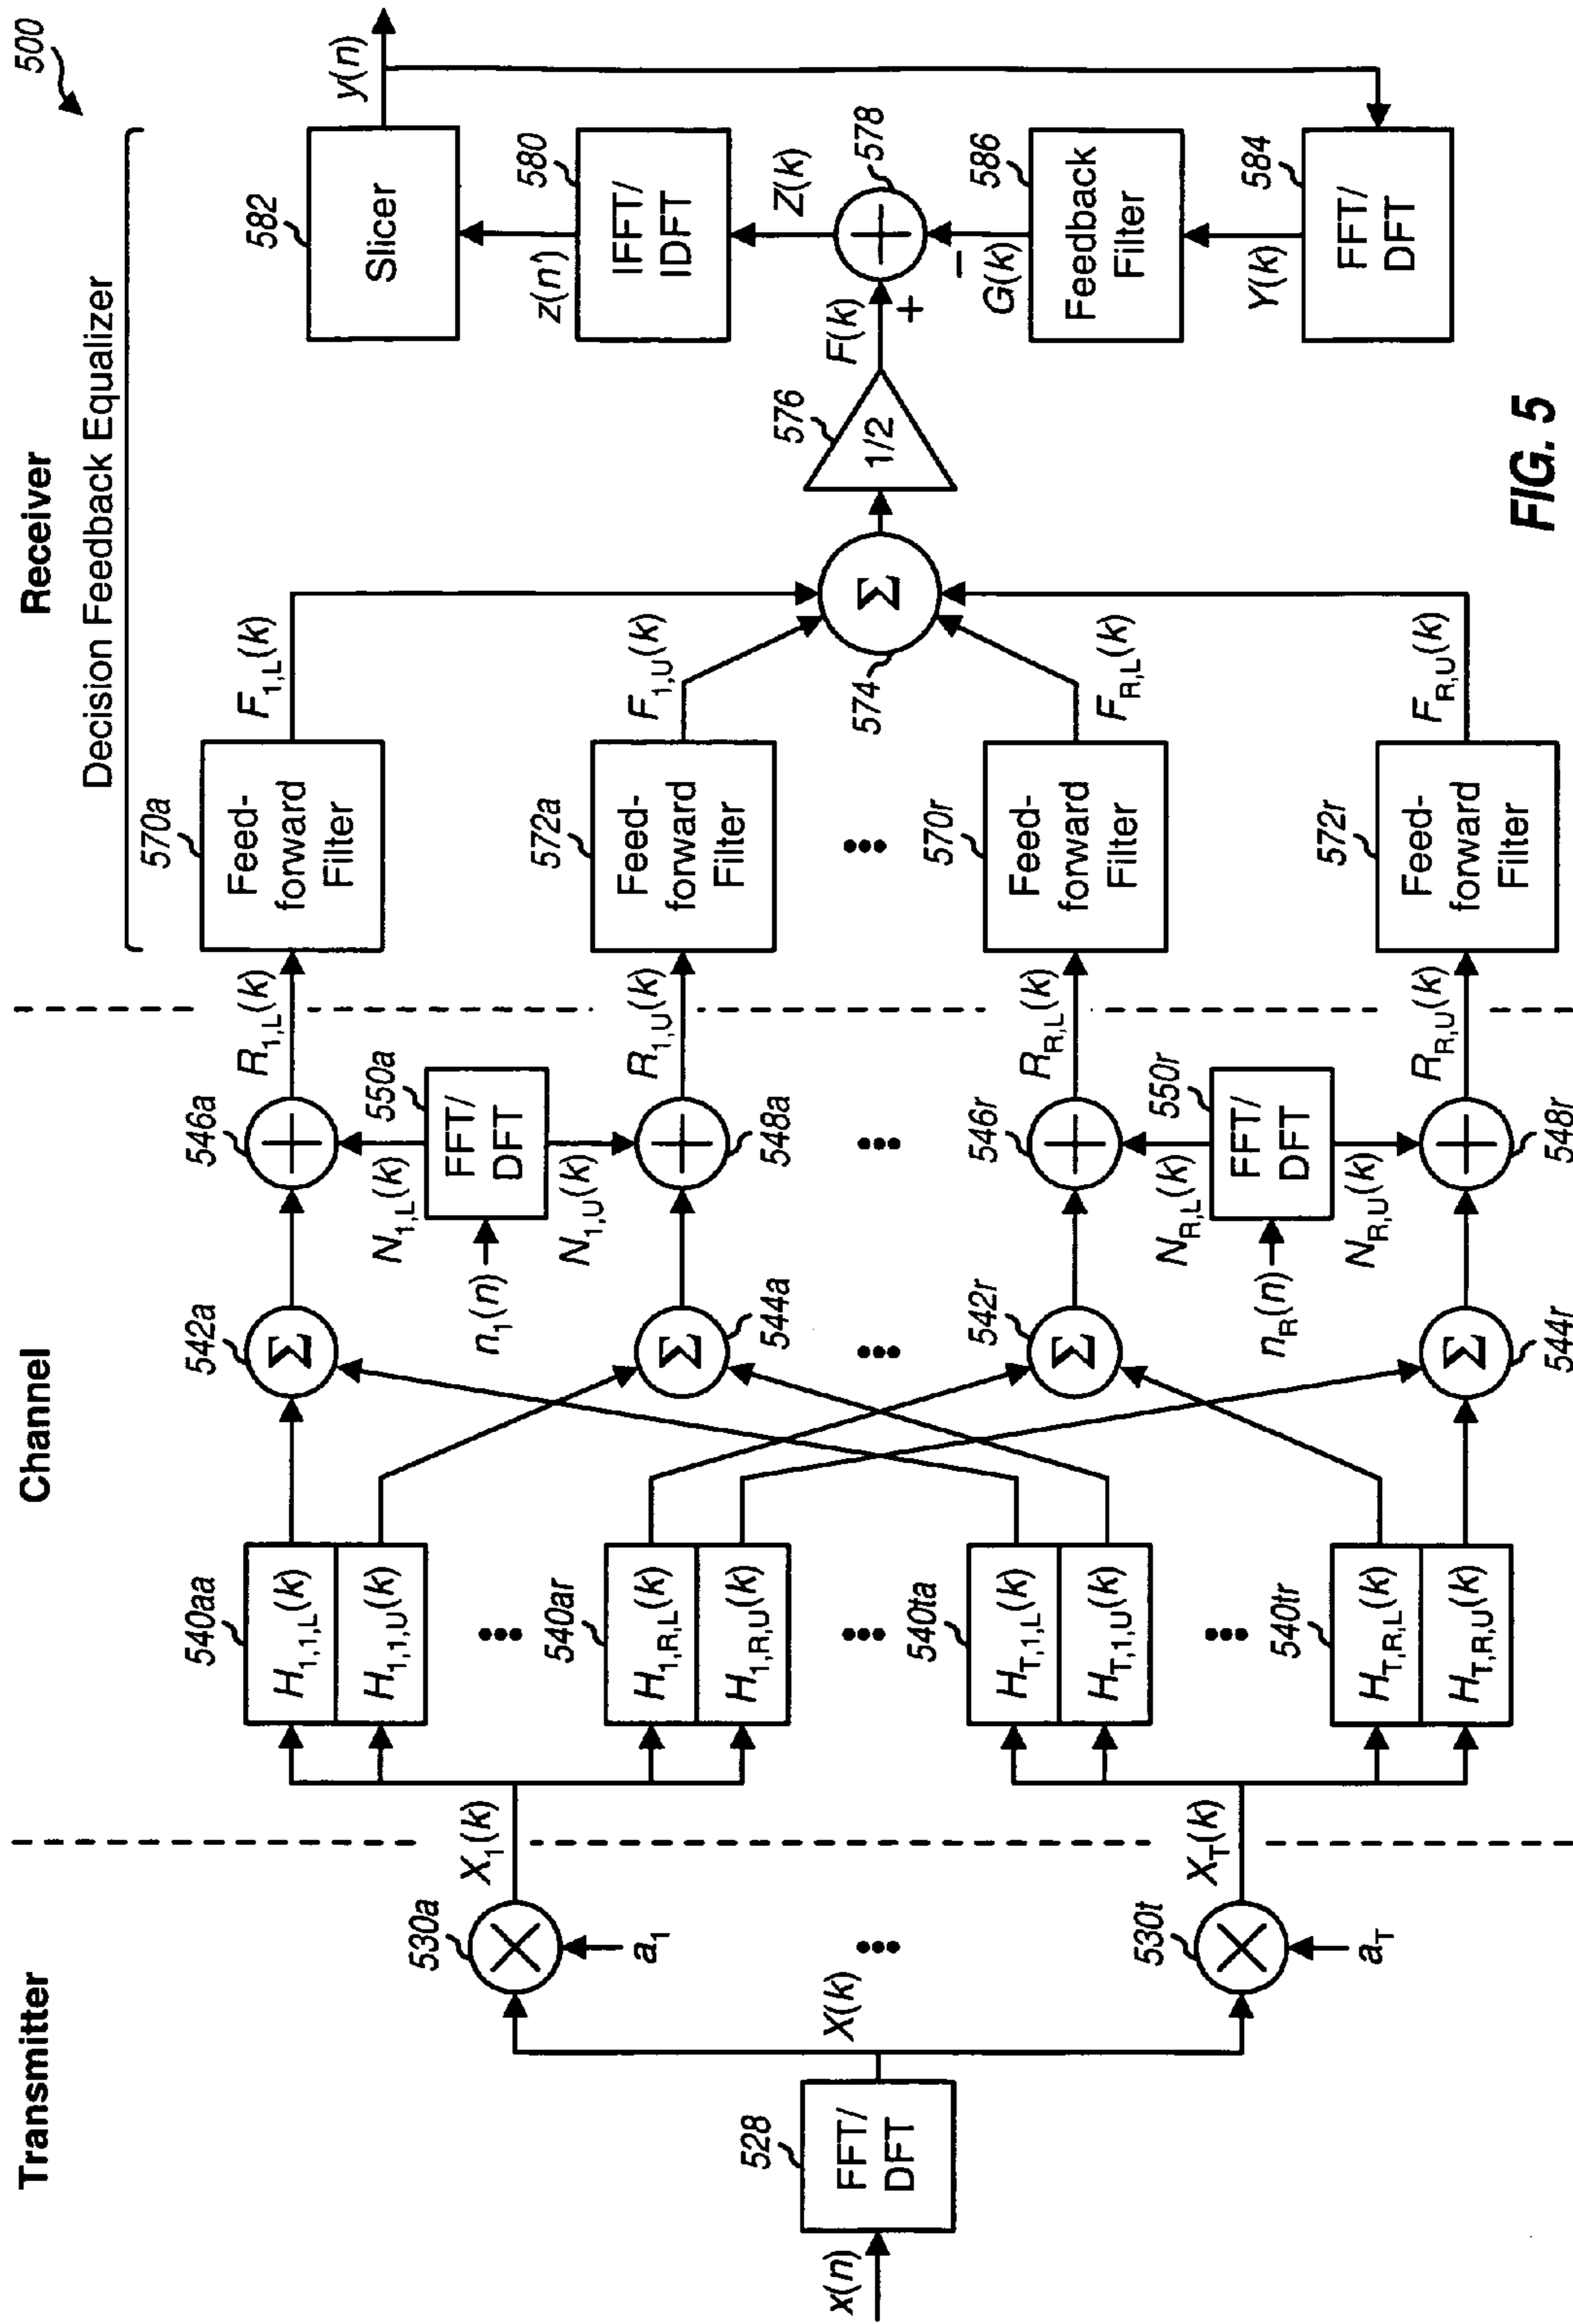 500
Transmitter
Channel
Receiver
Decision Feedback Equalizer
x(n)
528
FFT/
DFT
X(k)
530a
a1
X1(k)
530t
aT
XT(k)
540aa
H1,1,L(k)
H1,1,U(k)
540ar
H1,R,L(k)
H1,R,U(k)
540ta
HT,1,L(k)
HT,1,U(k)
540tr
HT,R,L(k)
HT,R,U(k)
542a
Σ
544a
Σ
542r
Σ
544r
Σ
546a
N1,L(k)
550a
FFT/
DFT
n1(n)
N1,U(k)
548a
546r
NR,L(k)
550r
FFT/
DFT
nR(n)
NR,U(k)
548r
R1,L(k)
R1,U(k)
RR,L(k)
RR,U(k)
570a
Feed-
forward
Filter
572a
Feed-
forward
Filter
570r
Feed-
forward
Filter
572r
Feed-
forward
Filter
F1,L(k)
F1,U(k)
FR,L(k)
FR,U(k)
Σ
574
576
1/2
F(k)
+
−
578
Z(k)
580
IFFT/
IDFT
z(n')
582
Slicer
y(n)
G(k)
586
Feedback
Filter
Y(k)
584
FFT/
DFT
FIG. 5